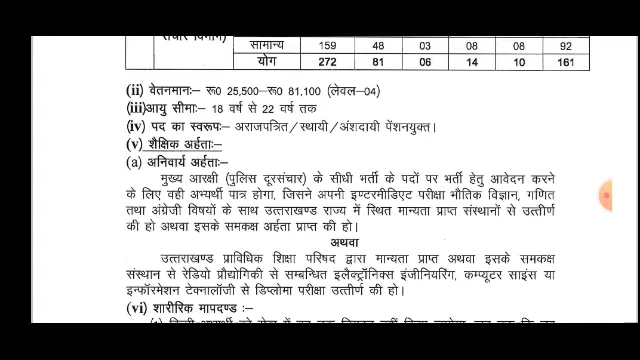 संचार विभाग)
सामान्य 159 48 03 08 08 92
योग 272 81 06 14 10 161
(ii) वेतनमानः- रू0 25,500–रू0 81,100 (लेवल-04)
(iii) आयु सीमाः- 18 वर्ष से 22 वर्ष तक
(iv) पद का स्वरूपः- अराजपत्रित/स्थायी/अंशदायी पेंशनयुक्त।
(v) शैक्षिक अर्हताः-
(a) अनिवार्य अर्हताः-
मुख्य आरक्षी (पुलिस दूरसंचार) के सीधी भर्ती के पदों पर भर्ती हेतु आवेदन करने
के लिए वही अभ्यर्थी पात्र होगा, जिसने अपनी इण्टरमीडिएट परीक्षा भौतिक विज्ञान, गणित
तथा अंग्रेजी विषयों के साथ उत्तराखण्ड राज्य में स्थित मान्यता प्राप्त संस्थानों से उत्तीर्ण
की हो अथवा इसके समकक्ष अर्हता प्राप्त की हो।
अथवा
उत्तराखण्ड प्राविधिक शिक्षा परिषद द्वारा मान्यता प्राप्त अथवा इसके समकक्ष
संस्थान से रेडियो प्रौद्योगिकी से सम्बन्धित इलैक्ट्रॉनिक्स इंजीनियरिंग, कम्प्यूटर साइंस या
इन्फॉरमेशन टेक्नालॉजी से डिप्लोमा परीक्षा उत्तीर्ण की हो।
(vi) शारीरिक मापदण्ड :-